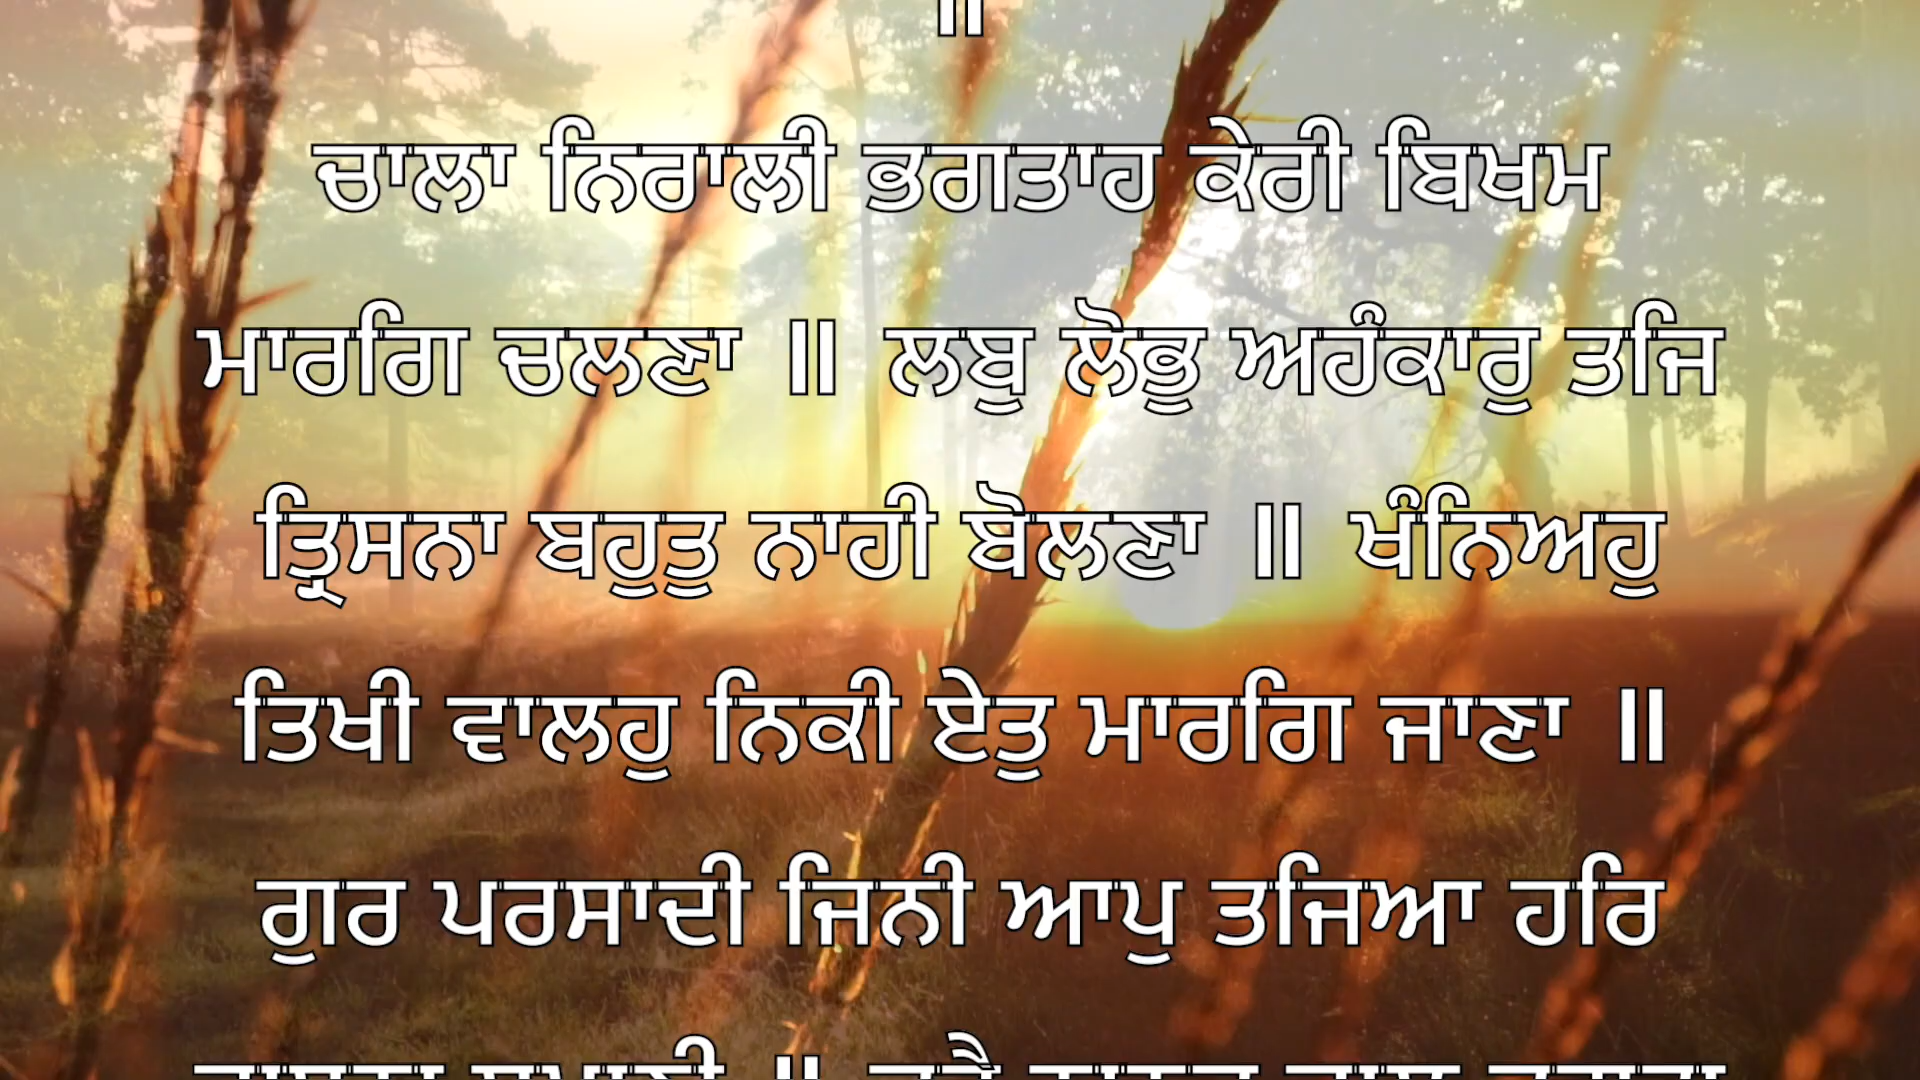 ॥
ਚਾਲਾ ਨਿਰਾਲੀ ਭਗਤਾਹ ਕੇਰੀ ਬਿਖਮ
ਮਾਰਗਿ ਚਲਣਾ ॥ ਲਬੁ ਲੋਭੁ ਅਹੰਕਾਰੁ ਤਜਿ
ਤ੍ਰਿਸਨਾ ਬਹੁਤੁ ਨਾਹੀ ਬੋਲਣਾ ॥ ਖੰਨਿਅਹੁ
ਤਿਖੀ ਵਾਲਹੁ ਨਿਕੀ ਏਤੁ ਮਾਰਗਿ ਜਾਣਾ ॥
ਗੁਰ ਪਰਸਾਦੀ ਜਿਨੀ ਆਪੁ ਤਜਿਆ ਹਰਿ